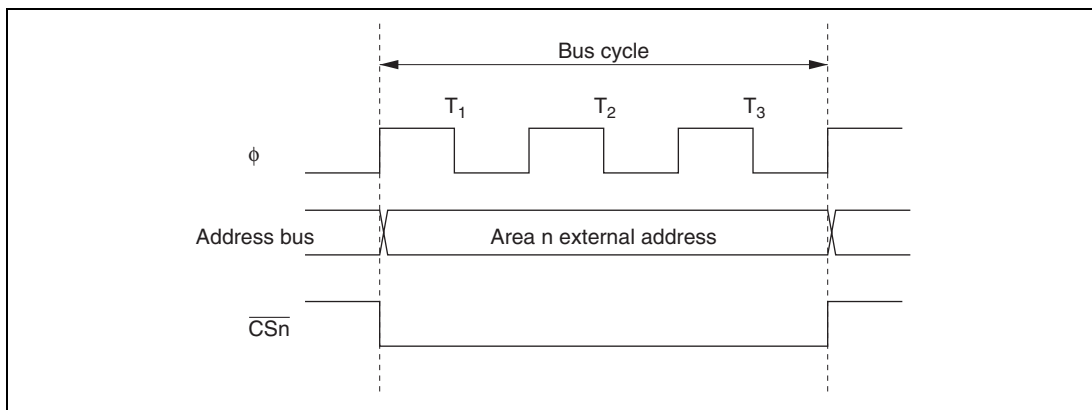 Bus cycle
T1 T2 T3
ϕ
Address bus Area n external address
CSn